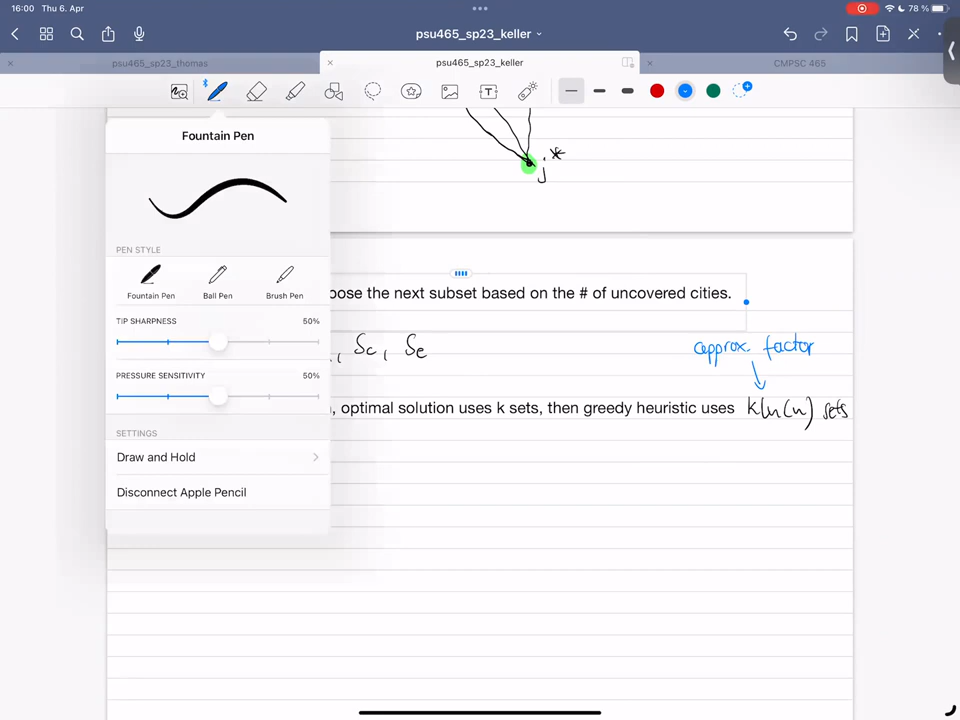 16:00 Thu 6. Apr
78 %
psu465_sp23_keller
psu465_sp23_thomas
psu465_sp23_keller
CMPSC 465
Fountain Pen
PEN STYLE
Fountain Pen
Ball Pen
Brush Pen
TIP SHARPNESS 50%
PRESSURE SENSITIVITY 50%
SETTINGS
Draw and Hold
Disconnect Apple Pencil
j*
oose the next subset based on the # of uncovered cities.
, Sc, Se
approx. factor
, optimal solution uses k sets, then greedy heuristic uses k ln(n) sets